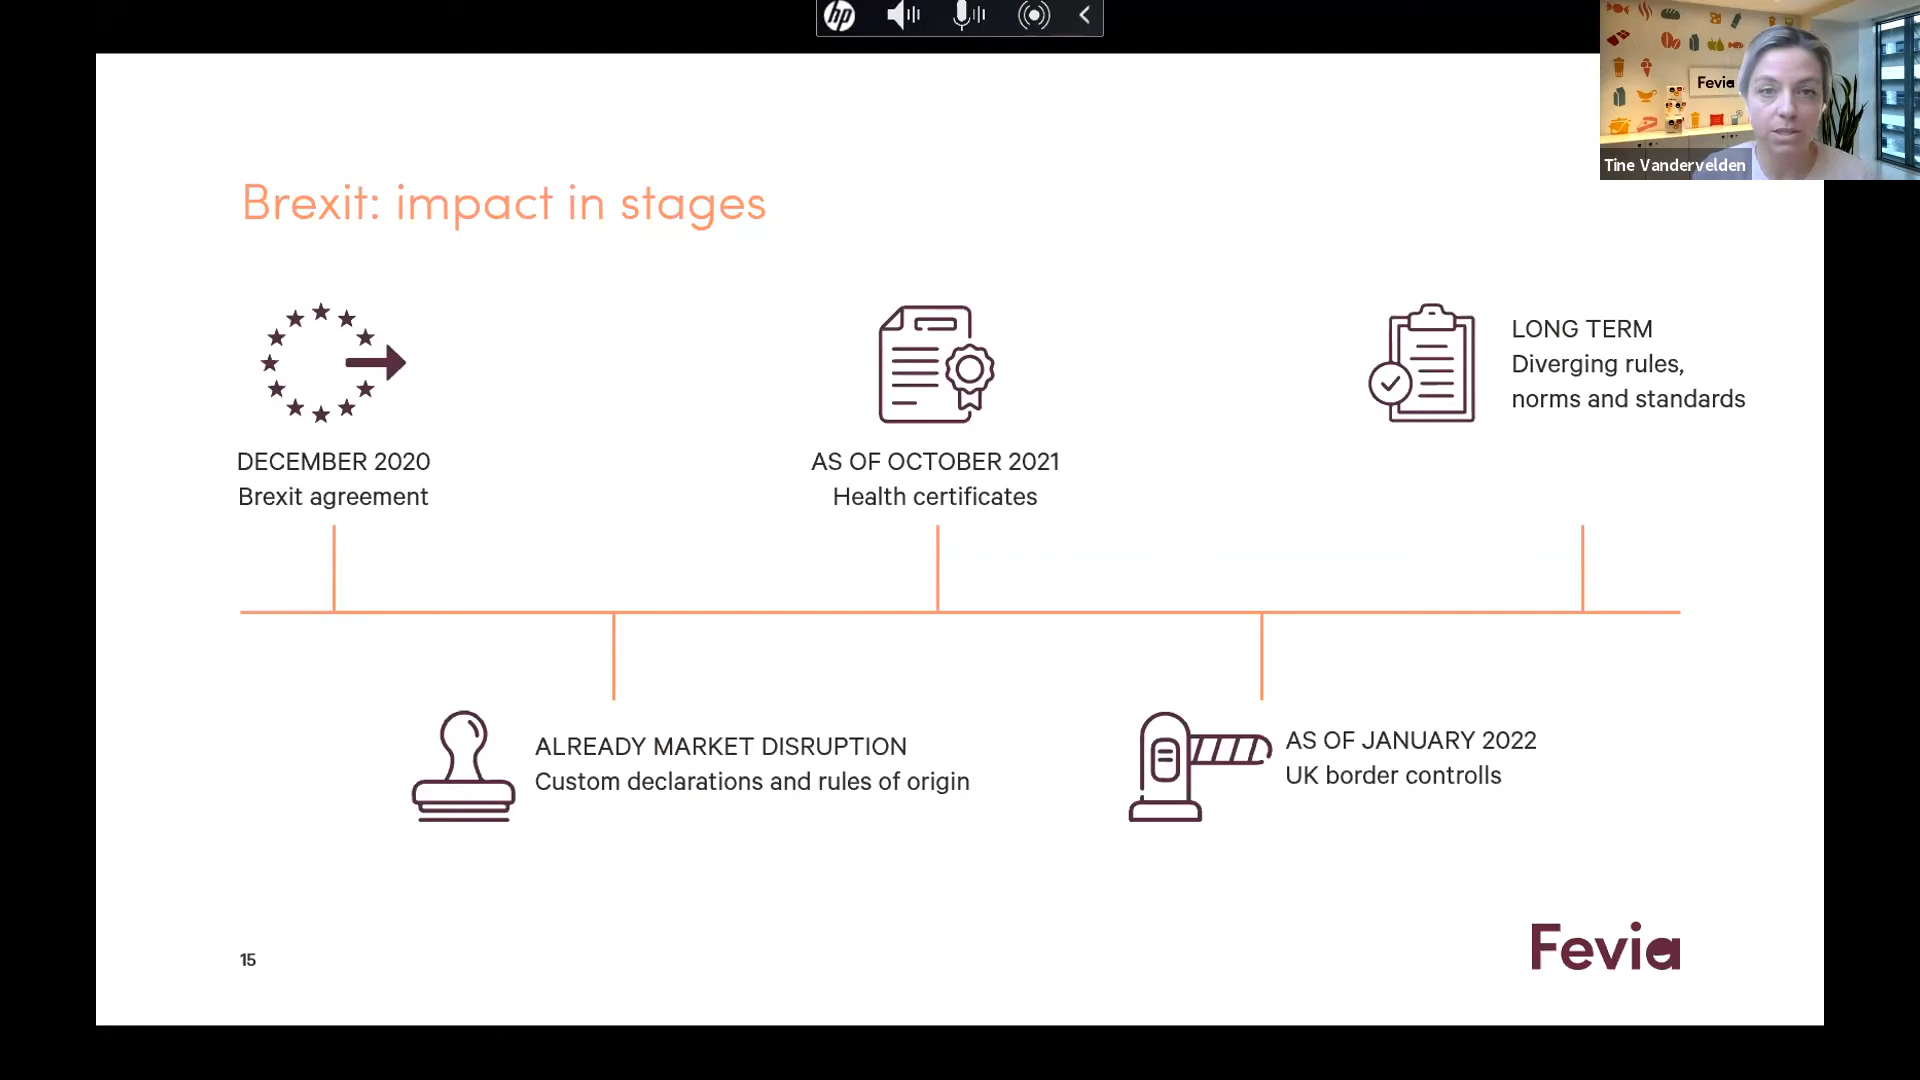 hp
Fevia
Tine Vandervelden
Brexit: impact in stages
DECEMBER 2020
Brexit agreement
AS OF OCTOBER 2021
Health certificates
LONG TERM
Diverging rules,
norms and standards
ALREADY MARKET DISRUPTION
Custom declarations and rules of origin
AS OF JANUARY 2022
UK border controlls
15
Fevia